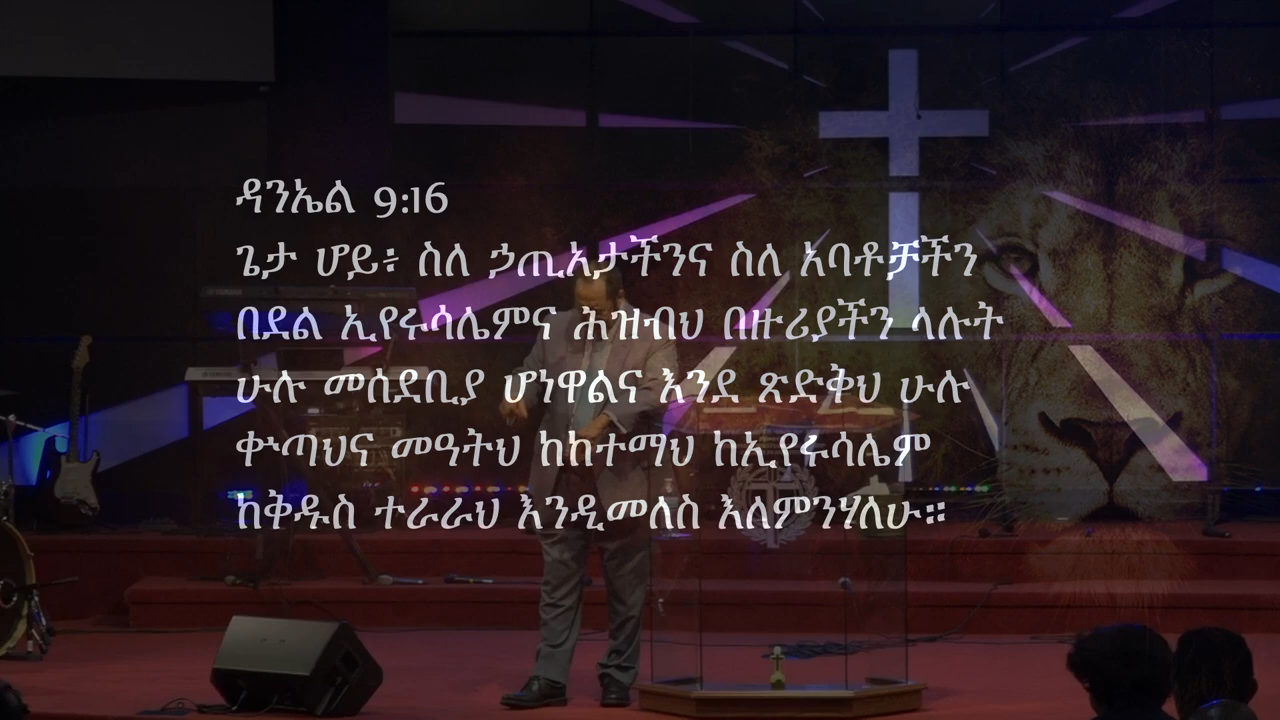 ዳንኤል 9:16
ጌታ ሆይ፥ ስለ ኃጢአታችንና ስለ አባቶቻችን
በደል ኢየሩሳሌምና ሕዝብህ በዙሪያችን ላሉት
ሁሉ መሰደቢያ ሆነዋልና እንደ ጽድቅህ ሁሉ
ቍጣህና መዓትህ ከከተማህ ከኢየሩሳሌም
ከቅዱስ ተራራህ እንዲመለስ እለምንሃለሁ።